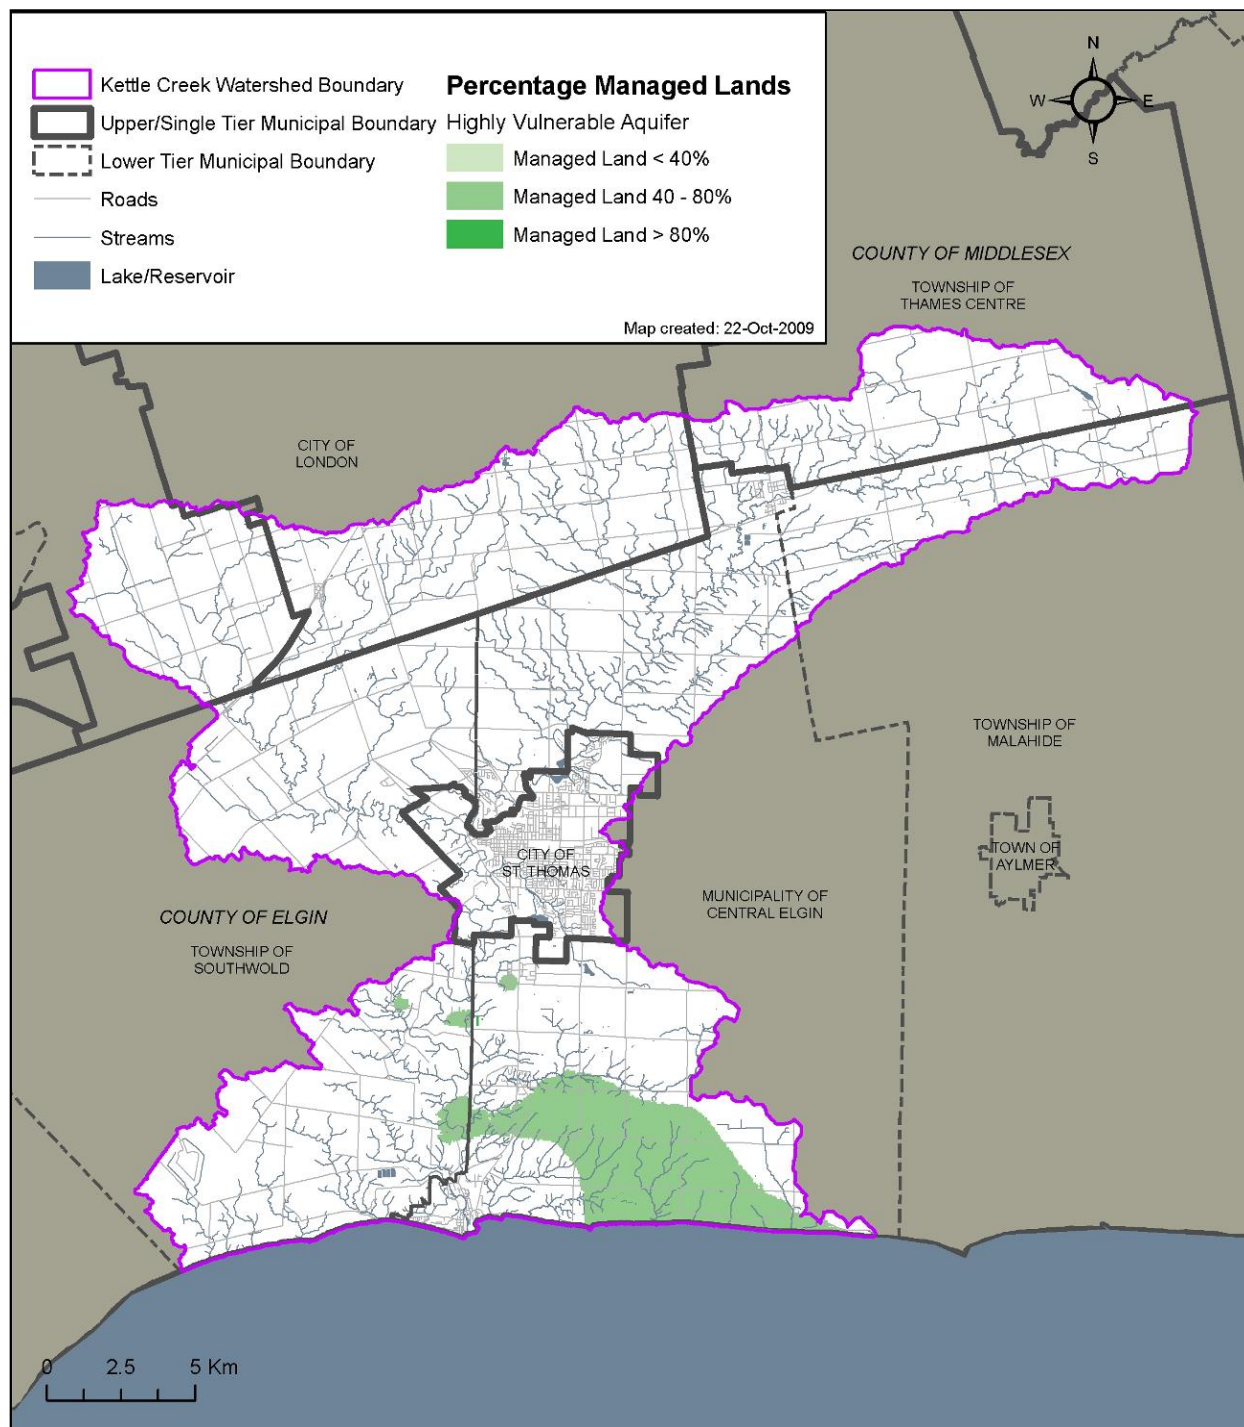 Kettle Creek Watershed Boundary
Upper/Single Tier Municipal Boundary
Lower Tier Municipal Boundary
Roads
Streams
Lake/Reservoir
Percentage Managed Lands
Highly Vulnerable Aquifer
Managed Land < 40%
Managed Land 40 - 80%
Managed Land > 80%
Map created: 22-Oct-2009
N
W
E
S
COUNTY OF MIDDLESEX
TOWNSHIP OF
THAMES CENTRE
CITY OF
LONDON
TOWNSHIP OF
MALAHIDE
TOWN OF
AYLMER
CITY OF
ST. THOMAS
MUNICIPALITY OF
CENTRAL ELGIN
COUNTY OF ELGIN
TOWNSHIP OF
SOUTHWOLD
0 2.5 5 Km